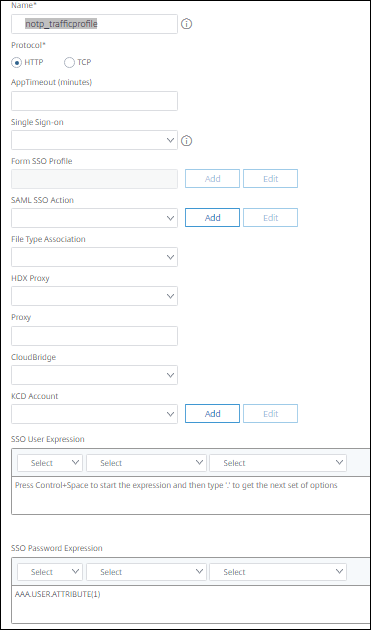 Name*
notp_trafficprofile
Protocol*
HTTP TCP
AppTimeout (minutes)
Single Sign-on
Form SSO Profile
Add Edit
SAML SSO Action
Add Edit
File Type Association
HDX Proxy
Proxy
CloudBridge
KCD Account
Add Edit
SSO User Expression
Select Select Select
Press Control+Space to start the expression and then type '.' to get the next set of options
SSO Password Expression
Select Select Select
AAA.USER.ATTRIBUTE(1)